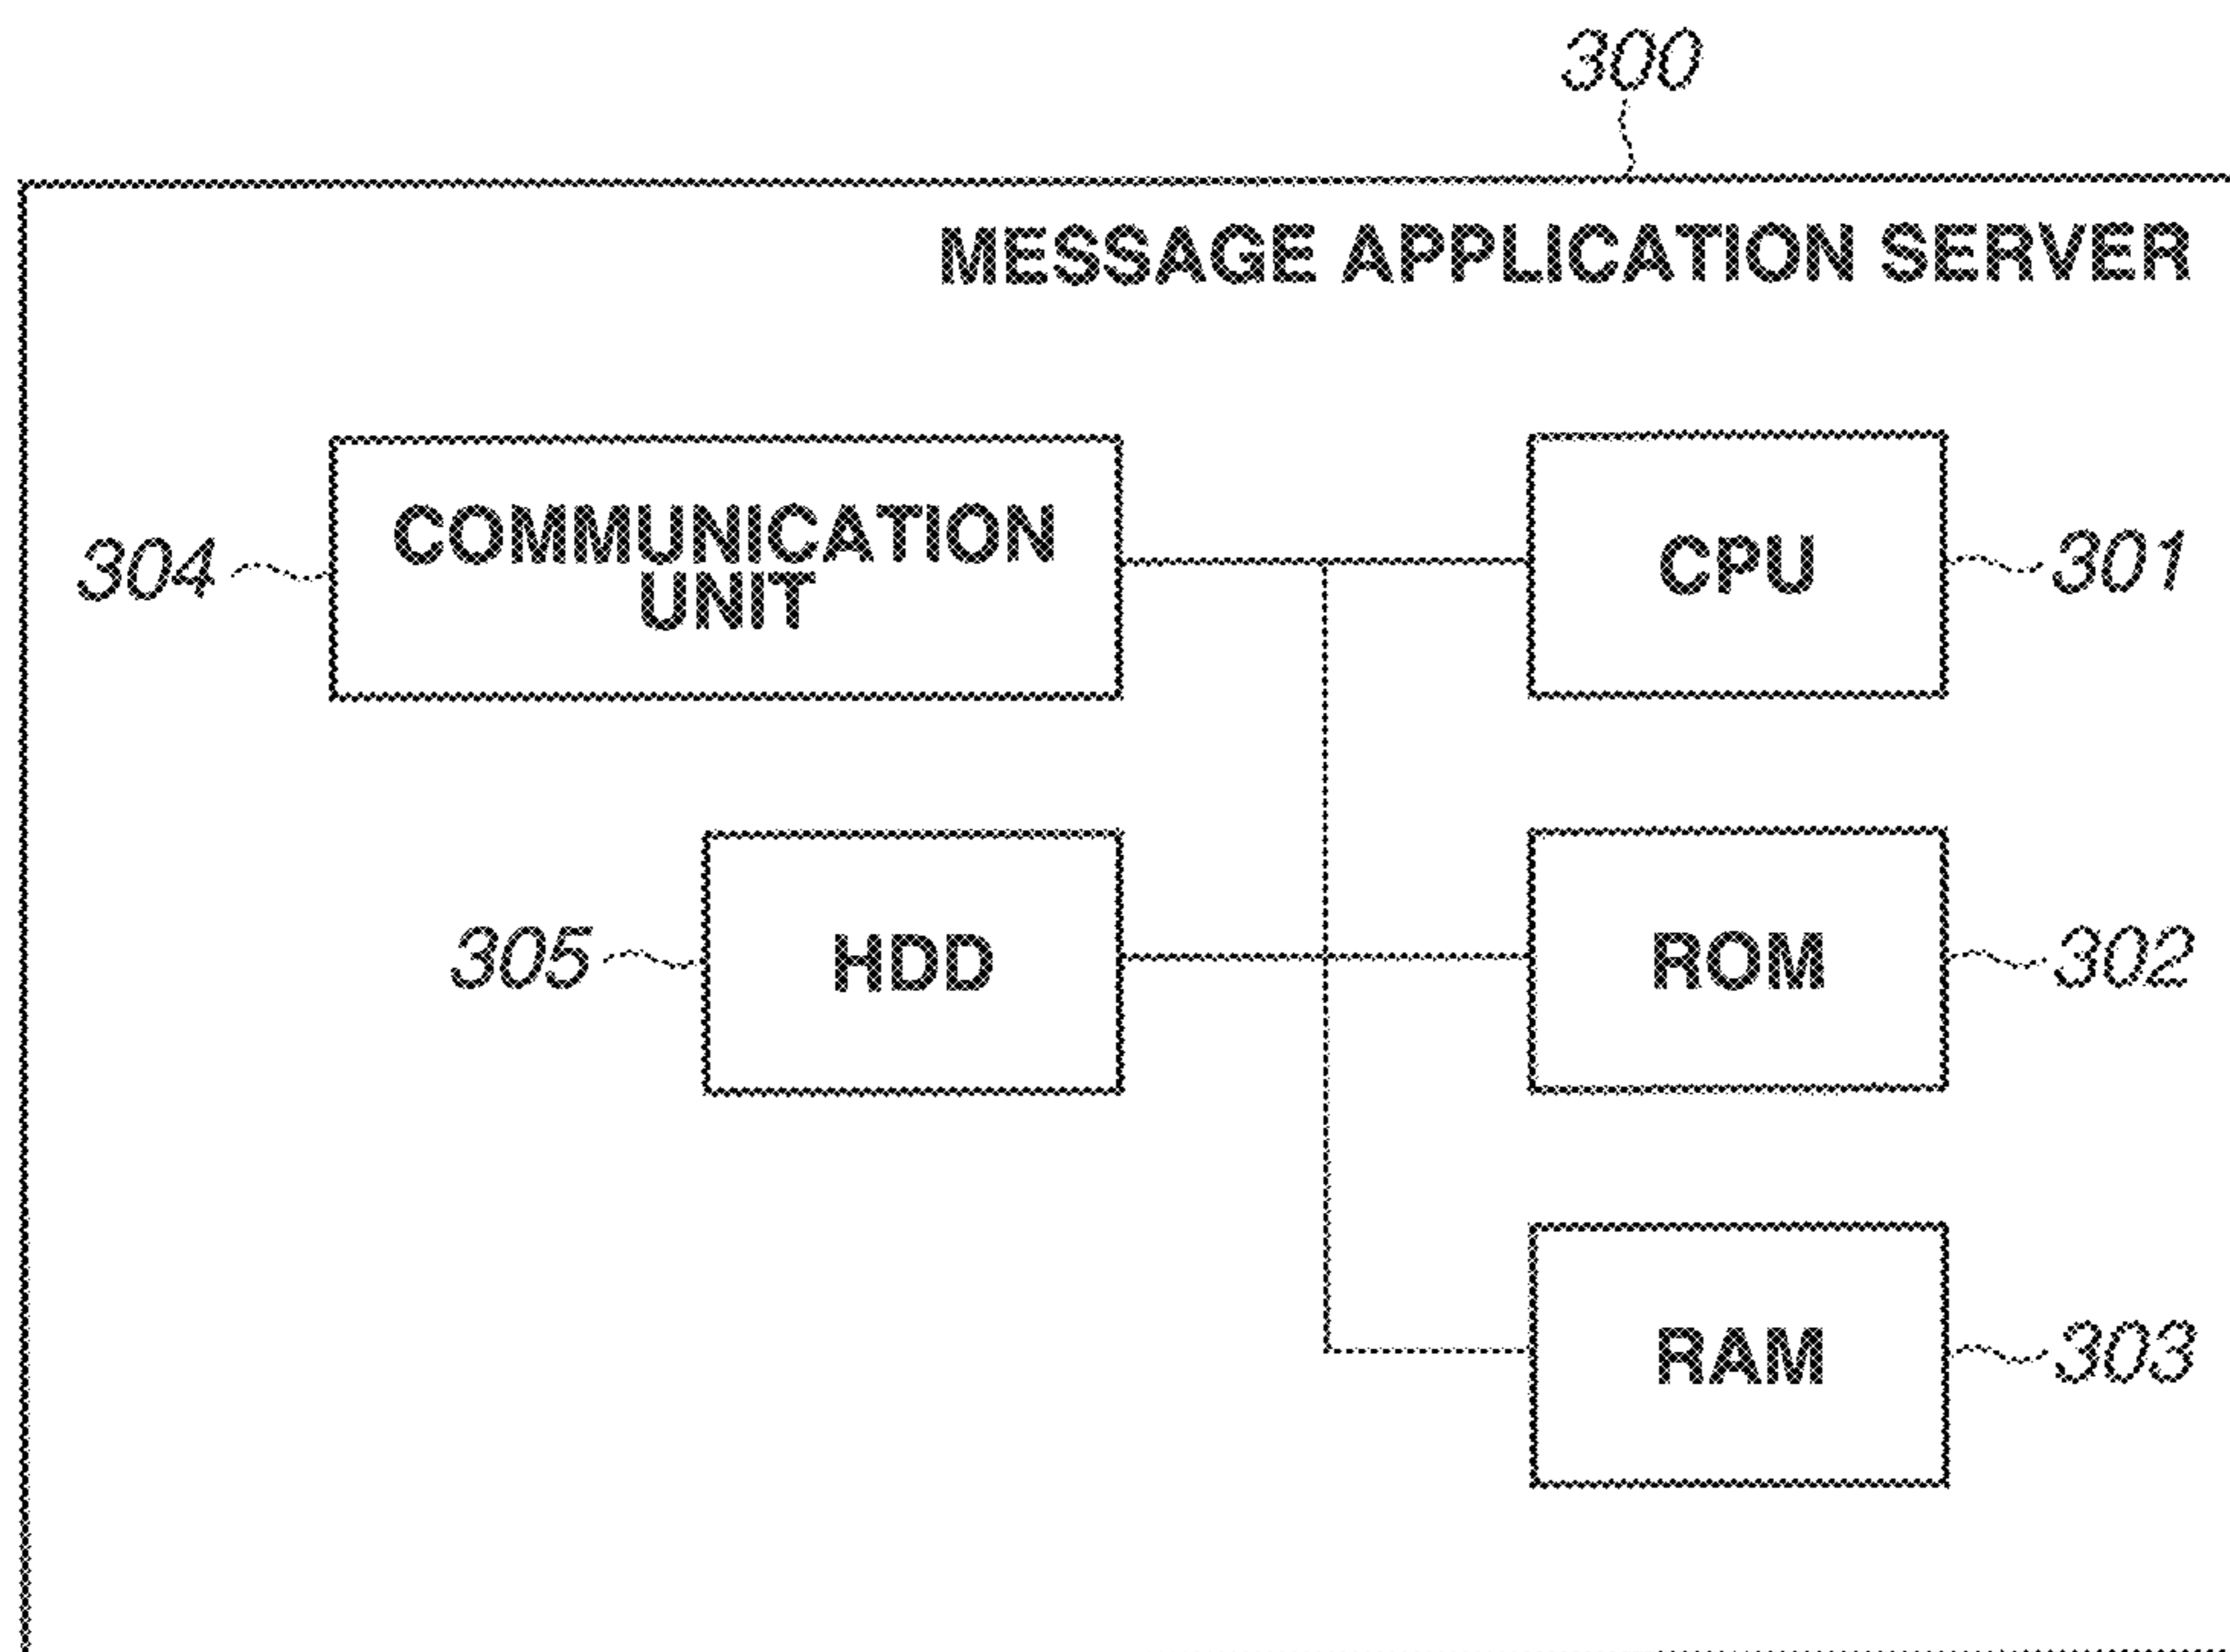 300
MESSAGE APPLICATION SERVER
304
COMMUNICATION
UNIT
CPU
301
305
HDD
ROM
302
RAM
303